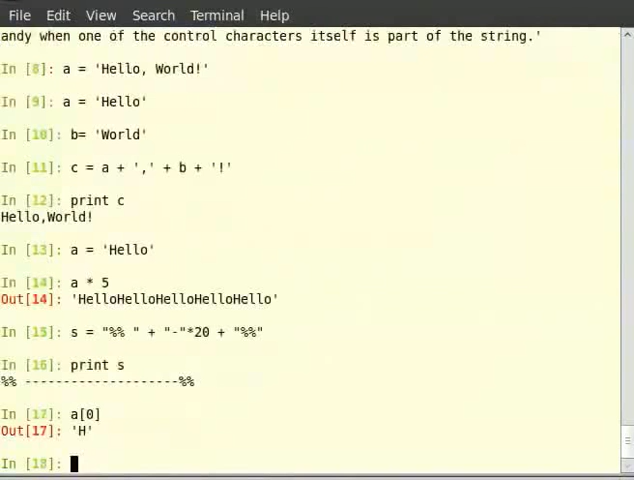 File Edit View Search Terminal Help
andy when one of the control characters itself is part of the string.'
In [8]: a = 'Hello, World!'
In [9]: a = 'Hello'
In [10]: b= 'World'
In [11]: c = a + ',' + b + '!'
In [12]: print c
Hello,World!
In [13]: a = 'Hello'
In [14]: a * 5
Out[14]: 'HelloHelloHelloHelloHello'
In [15]: s = "%% " + "-"*20 + "%%"
In [16]: print s
%% --------------------%%
In [17]: a[0]
Out[17]: 'H'
In [18]: